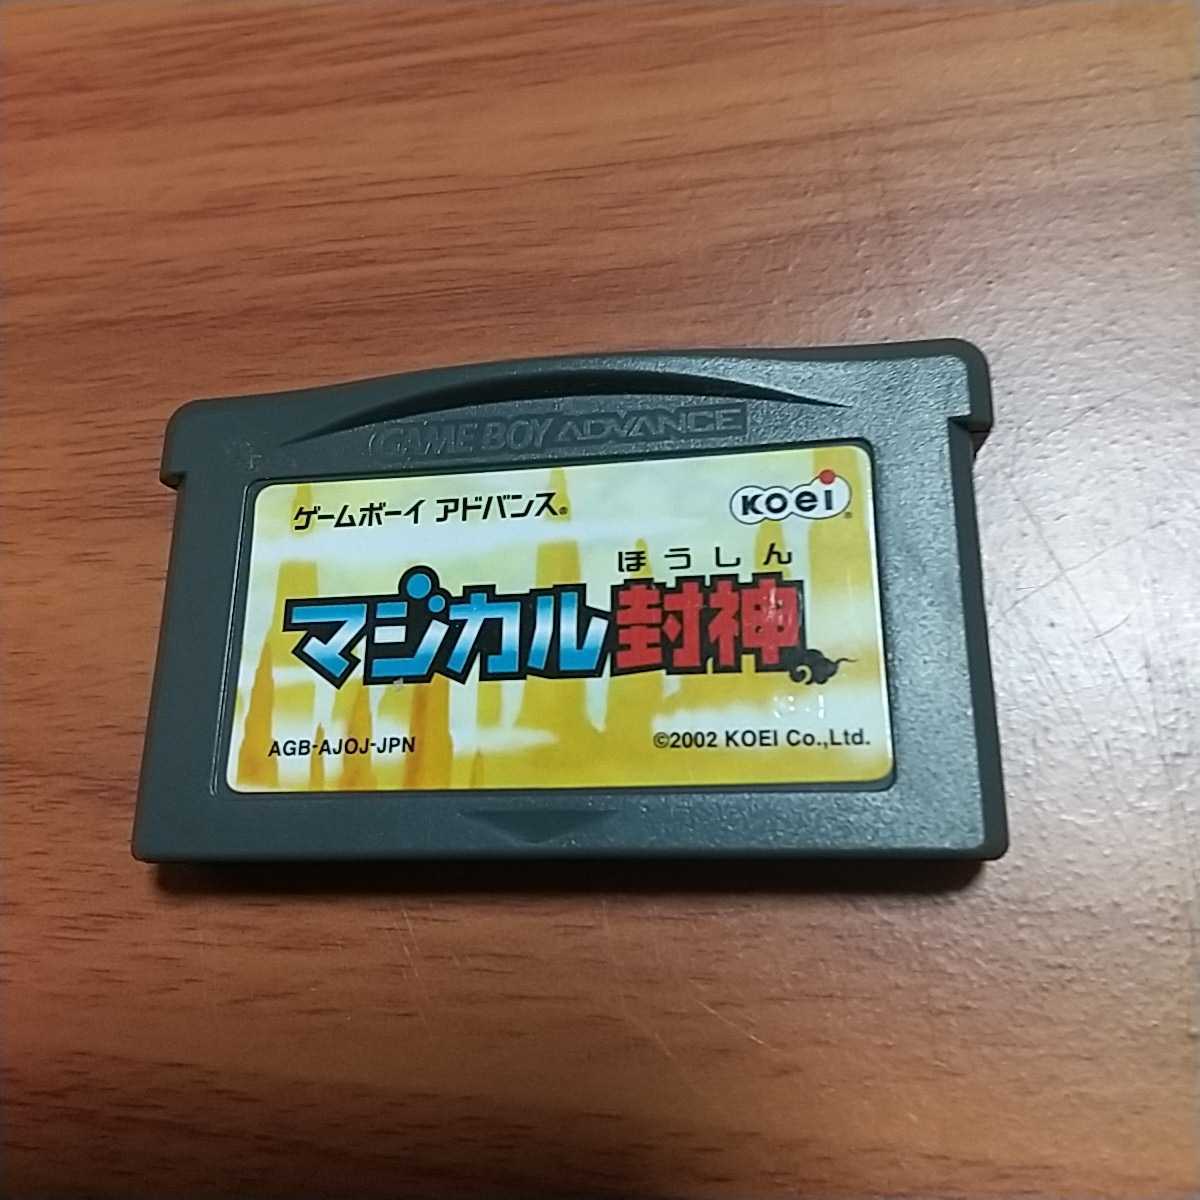 GAME BOY ADVANCE
ゲームボーイ アドバンス®
KOEI®
ほうしん
マジカル封神
AGB-AJOJ-JPN
©2002 KOEI Co.,Ltd.